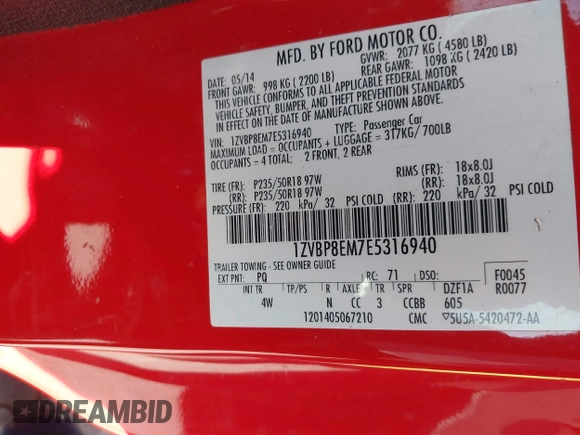 MFD. BY FORD MOTOR CO.
DATE: 05/14 GVWR: 2077 KG (4580 LB)
FRONT GAWR: 998 KG (2200 LB) REAR GAWR: 1098 KG (2420 LB)
THIS VEHICLE CONFORMS TO ALL APPLICABLE FEDERAL MOTOR
VEHICLE SAFETY, BUMPER, AND THEFT PREVENTION STANDARDS
IN EFFECT ON THE DATE OF MANUFACTURE SHOWN ABOVE.
VIN: 1ZVBP8EM7E5316940 TYPE: Passenger Car
MAXIMUM LOAD = OCCUPANTS + LUGGAGE = 317KG/700LB
OCCUPANTS = 4 TOTAL: 2 FRONT, 2 REAR
TIRE (FR): P235/50R18 97W RIMS (FR): 18x8.0J
(RR): P235/50R18 97W (RR): 18x8.0J
PRESSURE (FR): 220 kPa/ 32 PSI COLD (RR): 220 kPa/ 32 PSI COLD
1ZVBP8EM7E5316940
TRAILER TOWING - SEE OWNER GUIDE
EXT PNT: PQ RC: 71 DSO: F0045
INT TR TP/PS R AXLE TR SPR DZF1A R0077
4W N CC 3 CCBB 605
1201405067210 CMC ▽5U5A-5420472-AA
DREAMBID